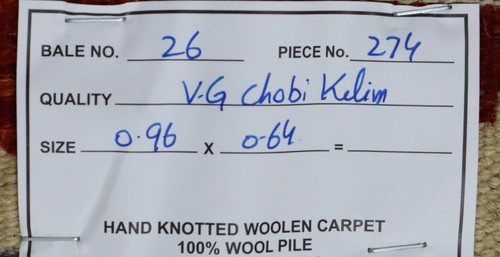 BALE NO. 26 PIECE No. 274
QUALITY V.G Chobi Kelim
SIZE 0.96 X 0.64 =
HAND KNOTTED WOOLEN CARPET
100% WOOL PILE